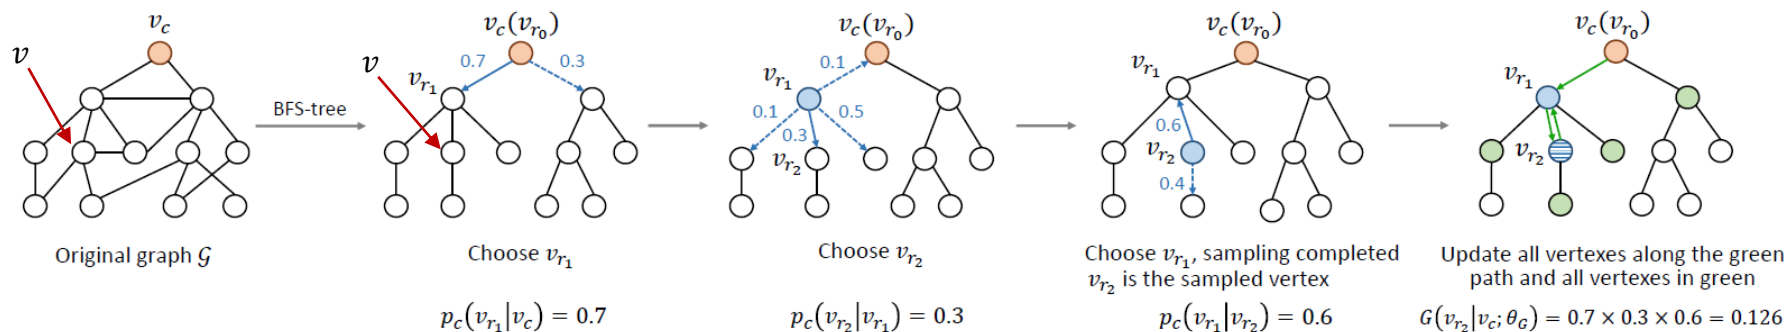 v_c
v
BFS-tree
Original graph 𝒢
v_c(v_{r_0})
0.7
0.3
v
v_{r_1}
Choose v_{r_1}
p_c(v_{r_1}|v_c) = 0.7
v_c(v_{r_0})
0.1
v_{r_1}
0.1
0.5
0.3
v_{r_2}
Choose v_{r_2}
p_c(v_{r_2}|v_{r_1}) = 0.3
v_c(v_{r_0})
v_{r_1}
0.6
v_{r_2}
0.4
Choose v_{r_1}, sampling completed
v_{r_2} is the sampled vertex
p_c(v_{r_1}|v_{r_2}) = 0.6
v_c(v_{r_0})
v_{r_1}
v_{r_2}
Update all vertexes along the green
path and all vertexes in green
G(v_{r_2}|v_c; θ_G) = 0.7 × 0.3 × 0.6 = 0.126